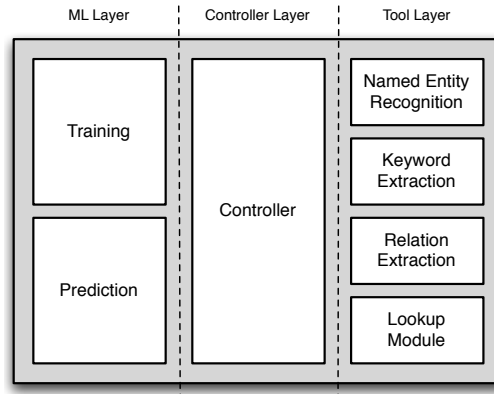 ML Layer
Controller Layer
Tool Layer
Training
Prediction
Controller
Named Entity
Recognition
Keyword
Extraction
Relation
Extraction
Lookup
Module